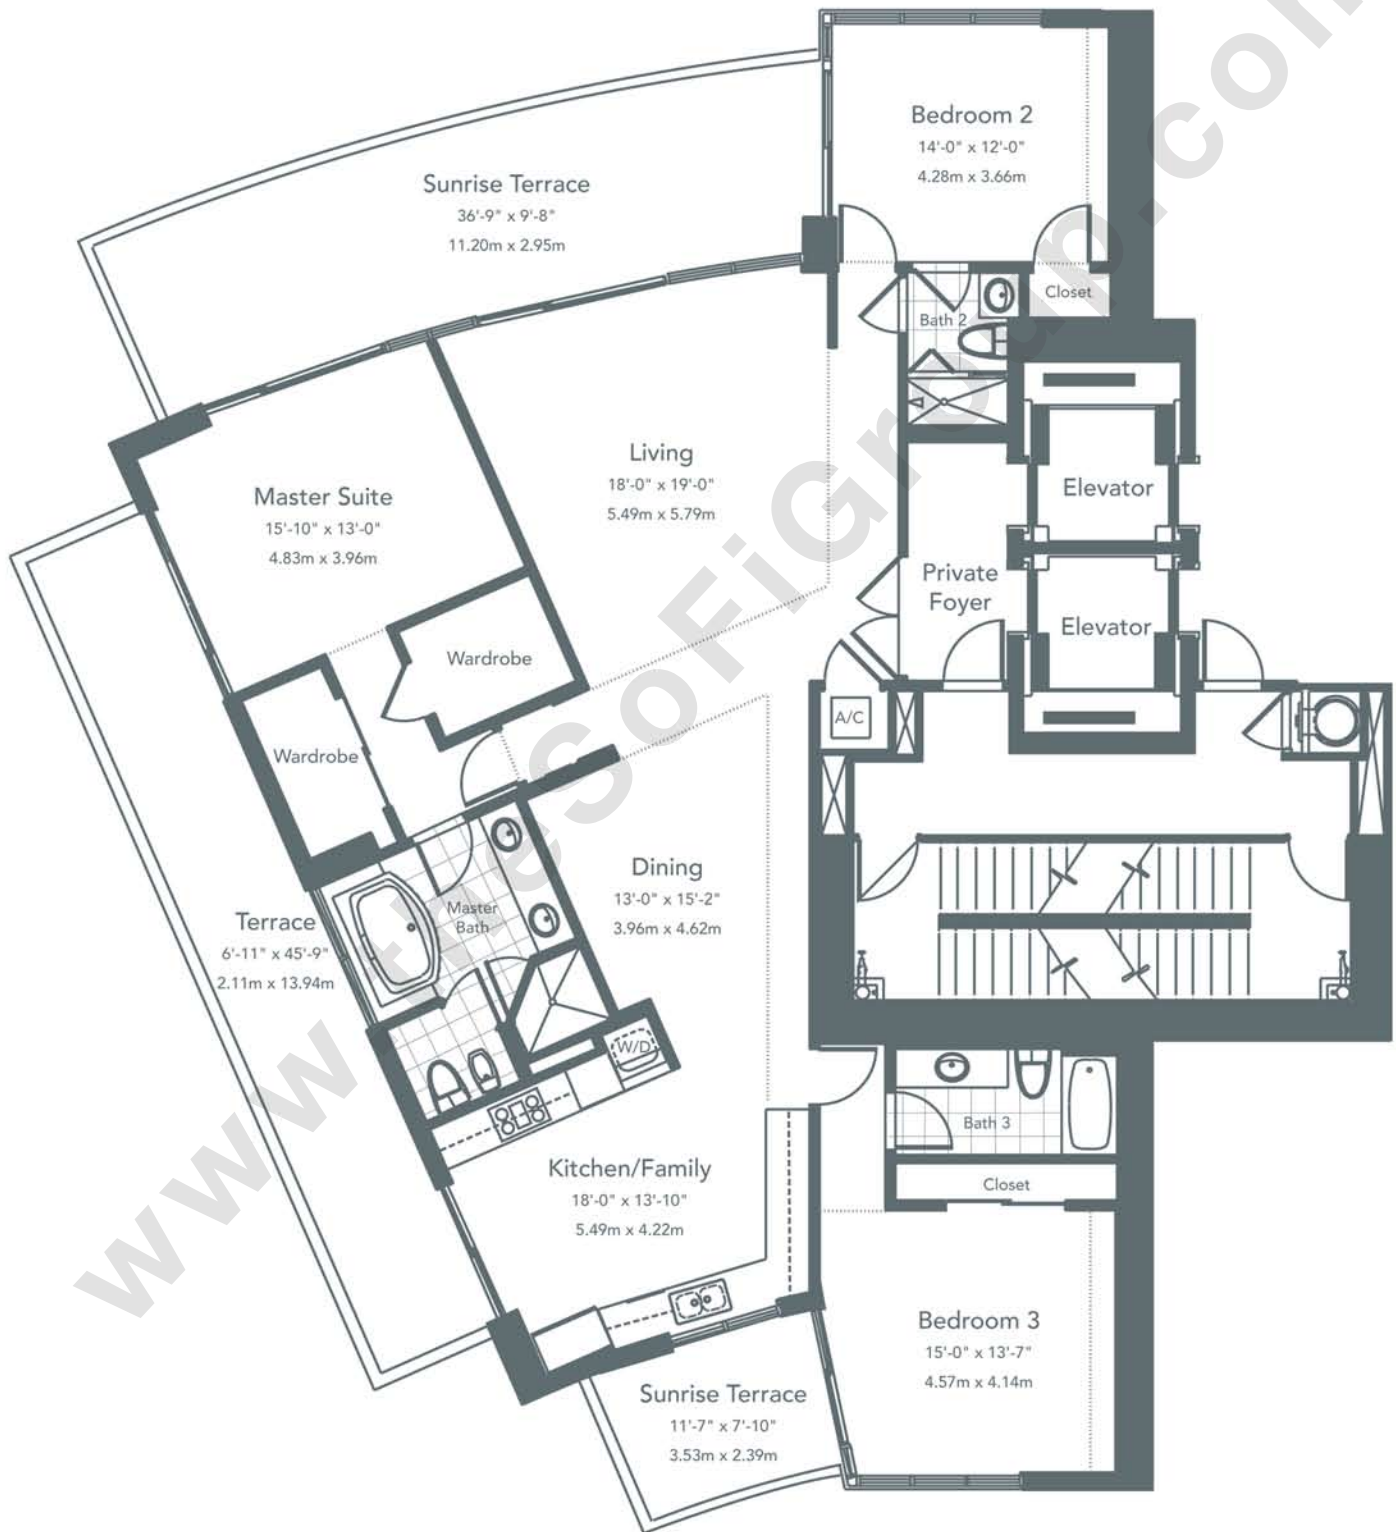 Bedroom 2
14'-0" x 12'-0"
4.28m x 3.66m
Sunrise Terrace
36'-9" x 9'-8"
11.20m x 2.95m
Closet
Bath 2
Living
18'-0" x 19'-0"
5.49m x 5.79m
Master Suite
15'-10" x 13'-0"
4.83m x 3.96m
Elevator
Private
Foyer
Elevator
Wardrobe
Wardrobe
A/C
Dining
13'-0" x 15'-2"
3.96m x 4.62m
Master
Bath
Terrace
6'-11" x 45'-9"
2.11m x 13.94m
W/D
Bath 3
Kitchen/Family
18'-0" x 13'-10"
5.49m x 4.22m
Closet
Bedroom 3
15'-0" x 13'-7"
4.57m x 4.14m
Sunrise Terrace
11'-7" x 7'-10"
3.53m x 2.39m
www.theSoFiGroup.com